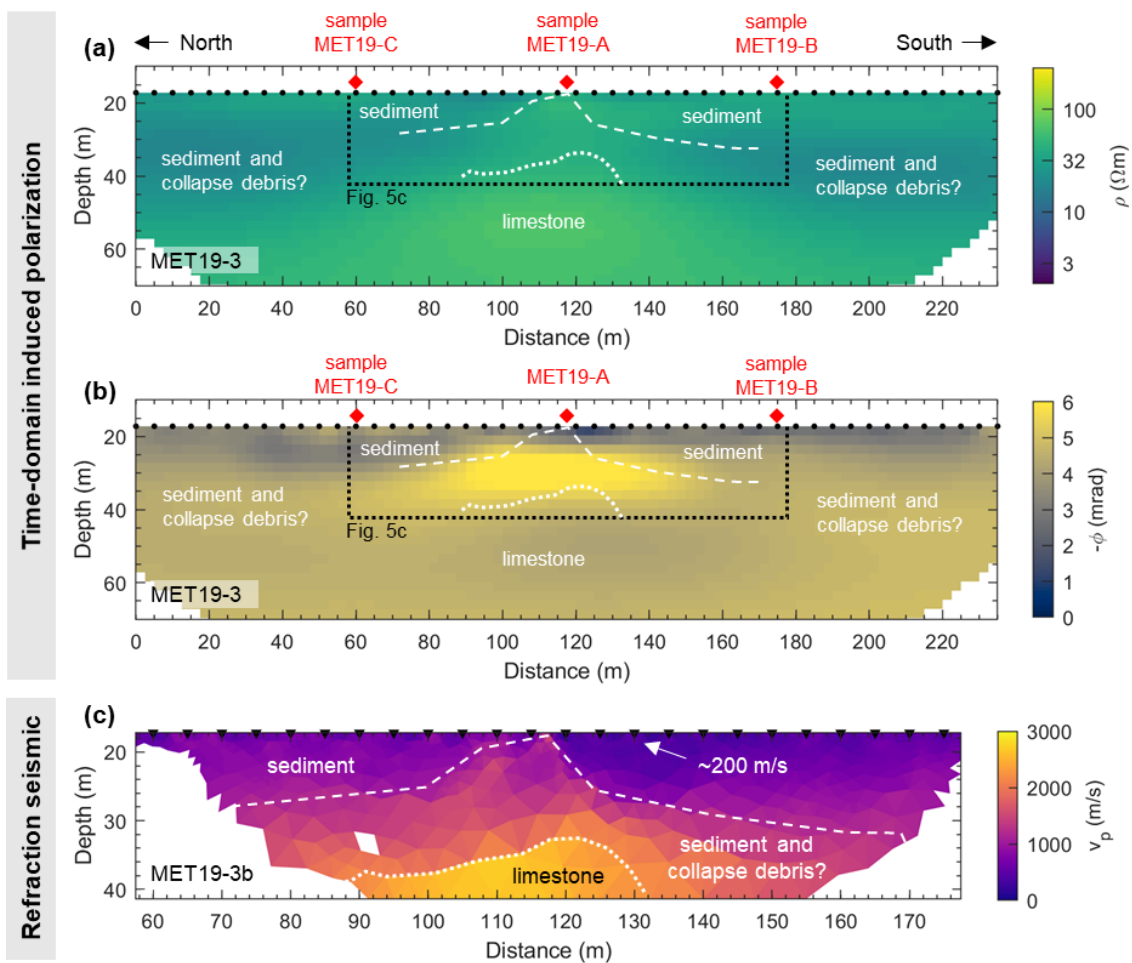 Time-domain induced polarization
(a)
North
sample
MET19-C
sample
MET19-A
sample
MET19-B
South
Depth (m)
20
40
60
sediment
sediment
sediment and
collapse debris?
sediment and
collapse debris?
Fig. 5c
limestone
MET19-3
0 20 40 60 80 100 120 140 160 180 200 220
Distance (m)
100
32
10
3
ρ (Ωm)
(b)
sample
MET19-C
MET19-A
sample
MET19-B
Depth (m)
20
40
60
sediment
sediment
sediment and
collapse debris?
sediment and
collapse debris?
Fig. 5c
limestone
MET19-3
0 20 40 60 80 100 120 140 160 180 200 220
Distance (m)
6
5
4
3
2
1
0
-ϕ (mrad)
Refraction seismic
(c)
Depth (m)
20
30
40
sediment
~200 m/s
sediment and
collapse debris?
limestone
MET19-3b
60 70 80 90 100 110 120 130 140 150 160 170
Distance (m)
3000
2000
1000
0
vp (m/s)